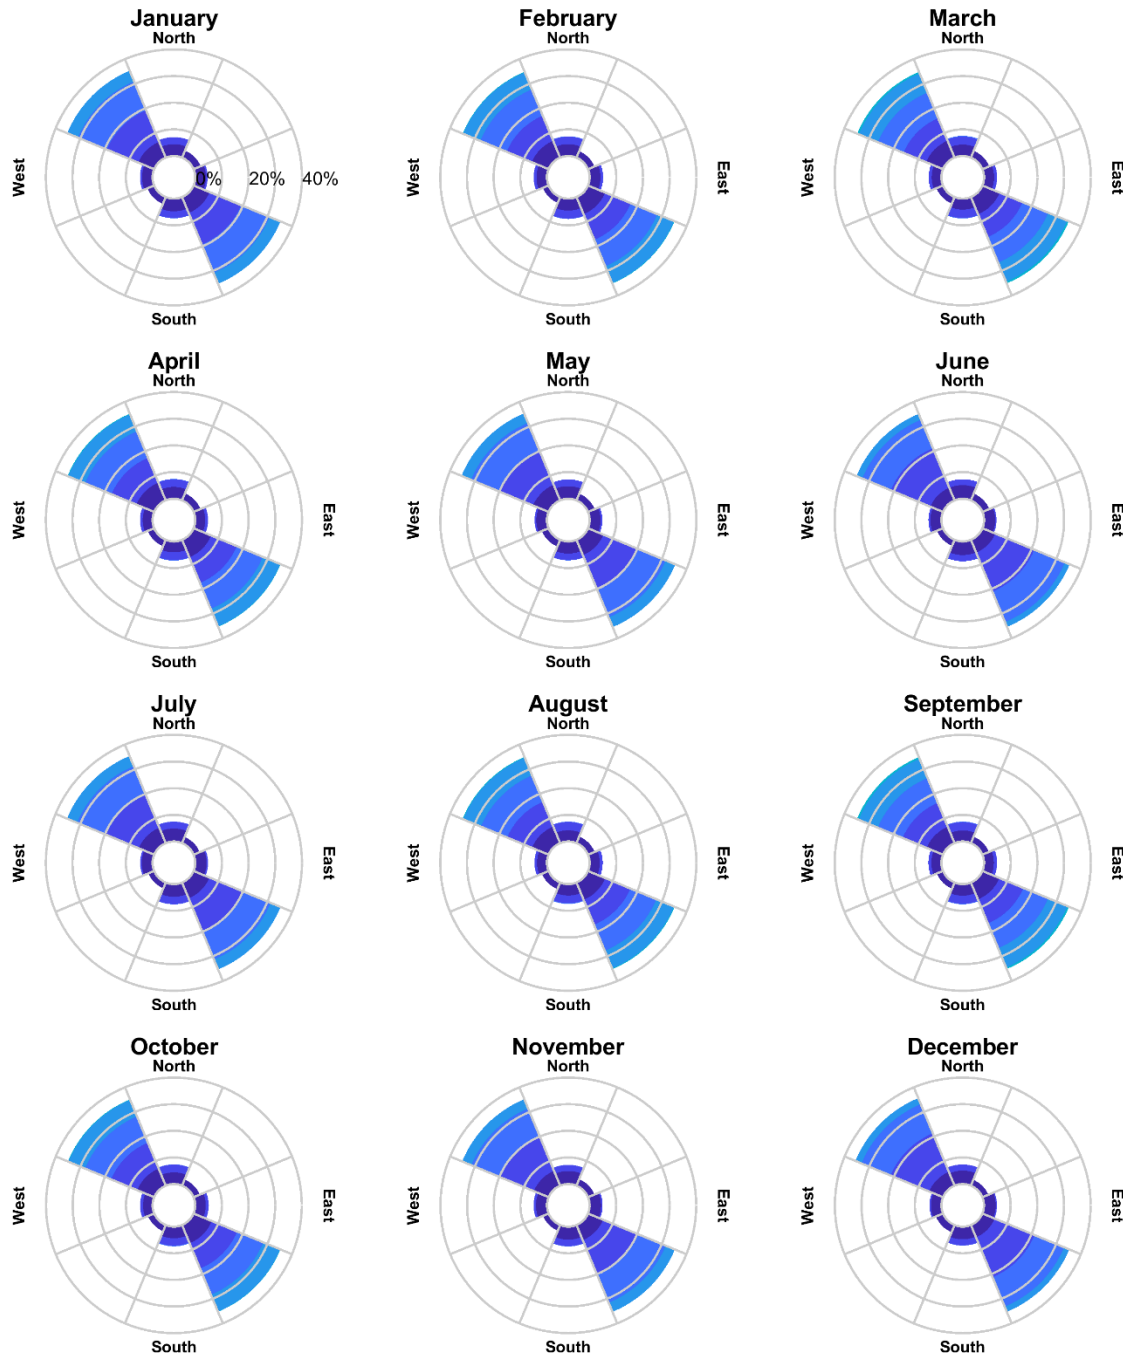 January
North
West
0%
20%
40%
South
February
North
West
East
South
March
North
West
East
South
April
North
West
East
South
May
North
West
East
South
June
North
West
East
South
July
North
West
East
South
August
North
West
East
South
September
North
West
East
South
October
North
West
East
South
November
North
West
East
South
December
North
West
East
South